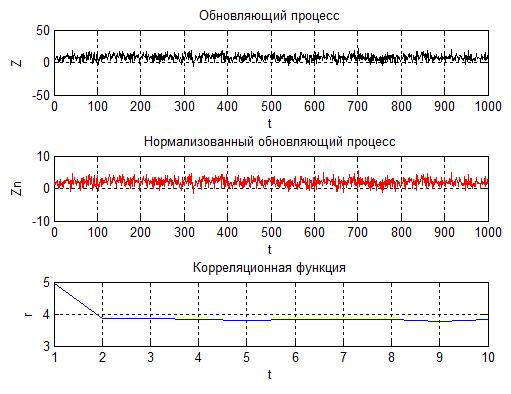 Обновляющий процесс
50
0
-50
Z
0 100 200 300 400 500 600 700 800 900 1000
t
Нормализованный обновляющий процесс
10
0
-10
Zn
0 100 200 300 400 500 600 700 800 900 1000
t
Корреляционная функция
5
4
3
r
1 2 3 4 5 6 7 8 9 10
t